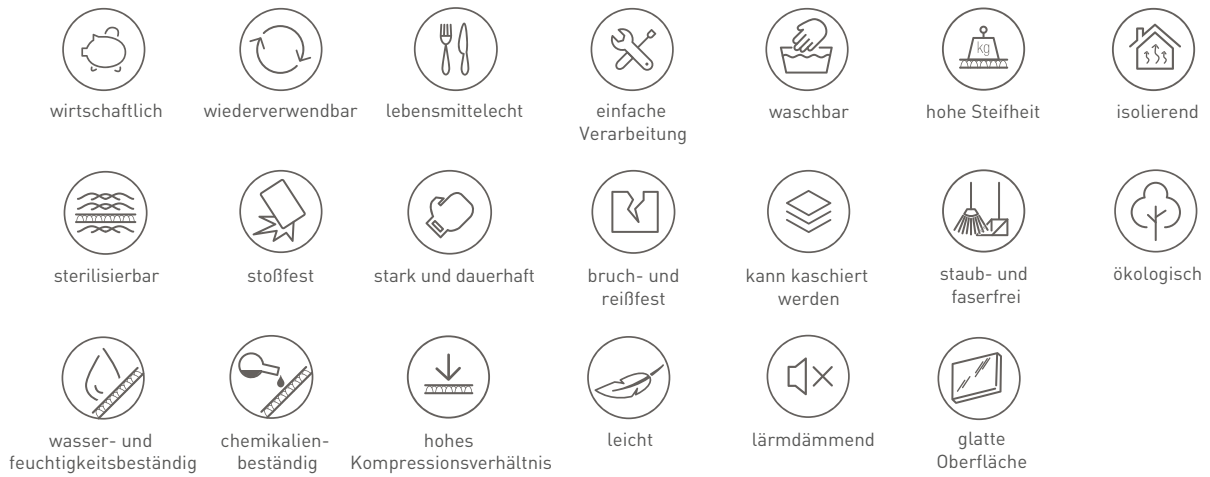 wirtschaftlich
wiederverwendbar
lebensmittelecht
einfache
Verarbeitung
waschbar
kg
hohe Steifheit
isolierend
sterilisierbar
stoßfest
stark und dauerhaft
bruch- und
reißfest
kann kaschiert
werden
staub- und
faserfrei
ökologisch
wasser- und
feuchtigkeitsbeständig
chemikalien-
beständig
hohes
Kompressionsverhältnis
leicht
lärmdämmend
glatte
Oberfläche